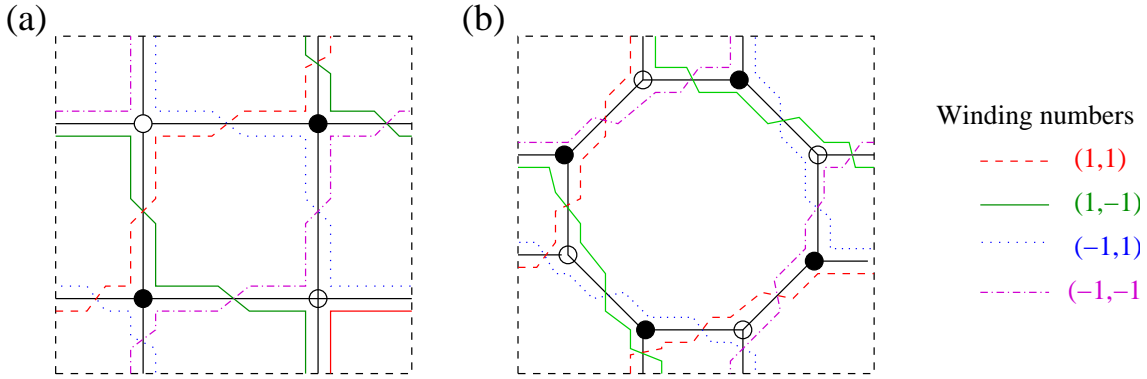 (a)
(b)
Winding numbers
(1,1)
(1,−1)
(−1,1)
(−1,−1